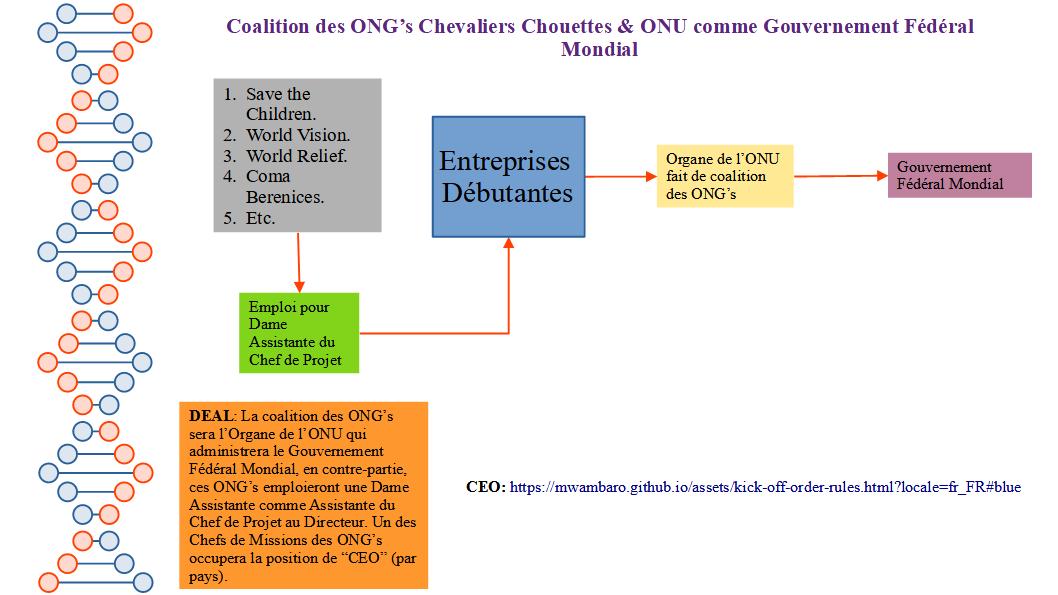 Coalition des ONG’s Chevaliers Chouettes & ONU comme Gouvernement Fédéral
Mondial
1. Save the
Children.
2. World Vision.
3. World Relief.
4. Coma
Berenices.
5. Etc.
Entreprises
Débutantes
Organe de l’ONU
fait de coalition
des ONG’s
Gouvernement
Fédéral Mondial
Emploi pour
Dame
Assistante du
Chef de Projet
DEAL: La coalition des ONG’s
sera l’Organe de l’ONU qui
administrera le Gouvernement
Fédéral Mondial, en contre-partie,
ces ONG’s emploieront une Dame
Assistante comme Assistante du
Chef de Projet au Directeur. Un des
Chefs de Missions des ONG’s
occupera la position de “CEO” (par
pays).
CEO: https://mwambaro.github.io/assets/kick-off-order-rules.html?locale=fr_FR#blue